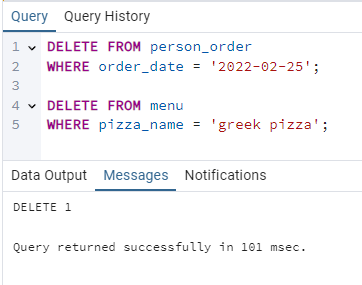 Query Query History
1 DELETE FROM person_order
2 WHERE order_date = '2022-02-25';
3
4 DELETE FROM menu
5 WHERE pizza_name = 'greek pizza';
Data Output Messages Notifications
DELETE 1
Query returned successfully in 101 msec.